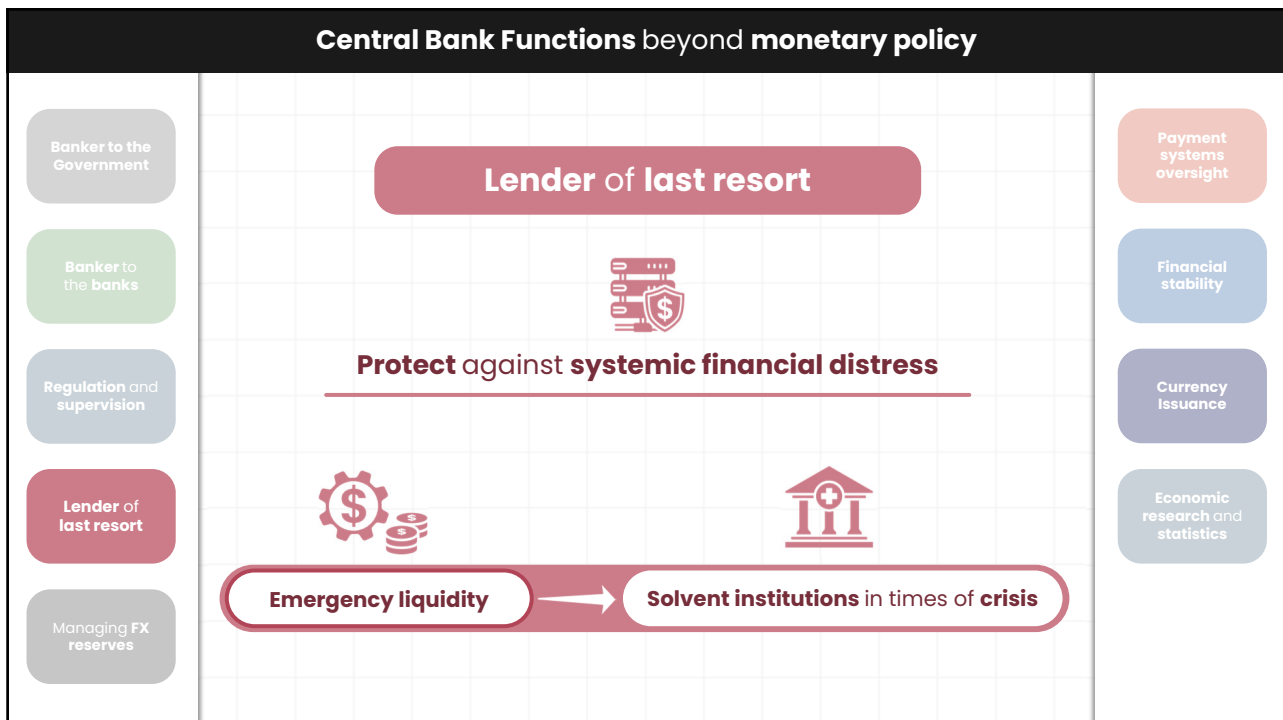 Central Bank Functions beyond monetary policy
Banker to the
Government
Banker to
the banks
Regulation and
supervision
Lender of
last resort
Managing FX
reserves
Lender of last resort
$
Protect against systemic financial distress
$
$
$
Emergency liquidity
Solvent institutions in times of crisis
Payment
systems
oversight
Financial
stability
Currency
Issuance
Economic
research and
statistics